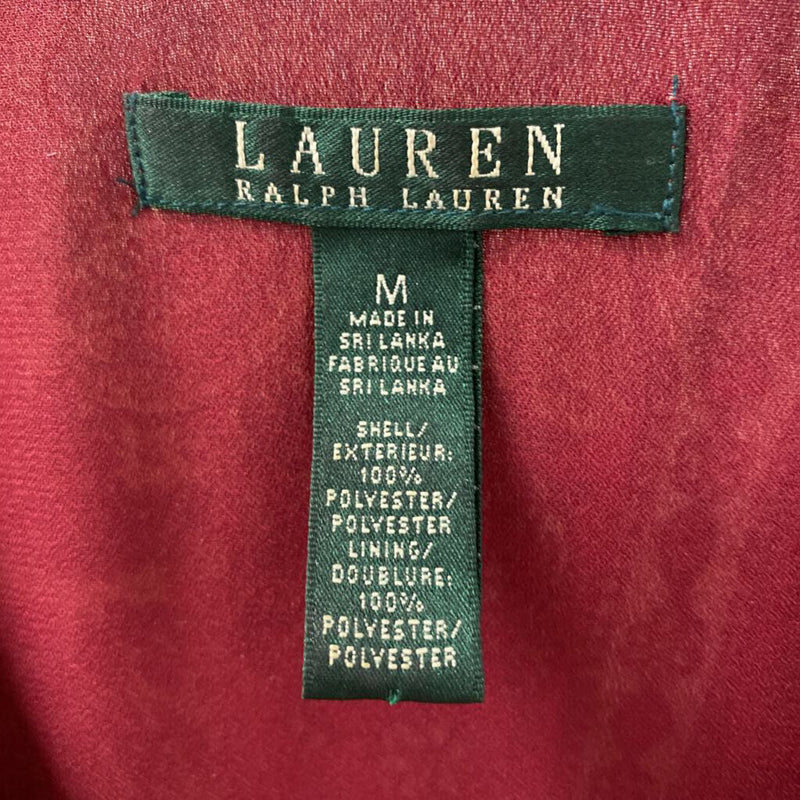 LAUREN
RALPH LAUREN
M
MADE IN
SRI LANKA
FABRIQUE AU
SRI LANKA
SHELL/
EXTERIEUR:
100%
POLYESTER/
POLYESTER
LINING/
DOUBLURE:
100%
POLYESTER/
POLYESTER